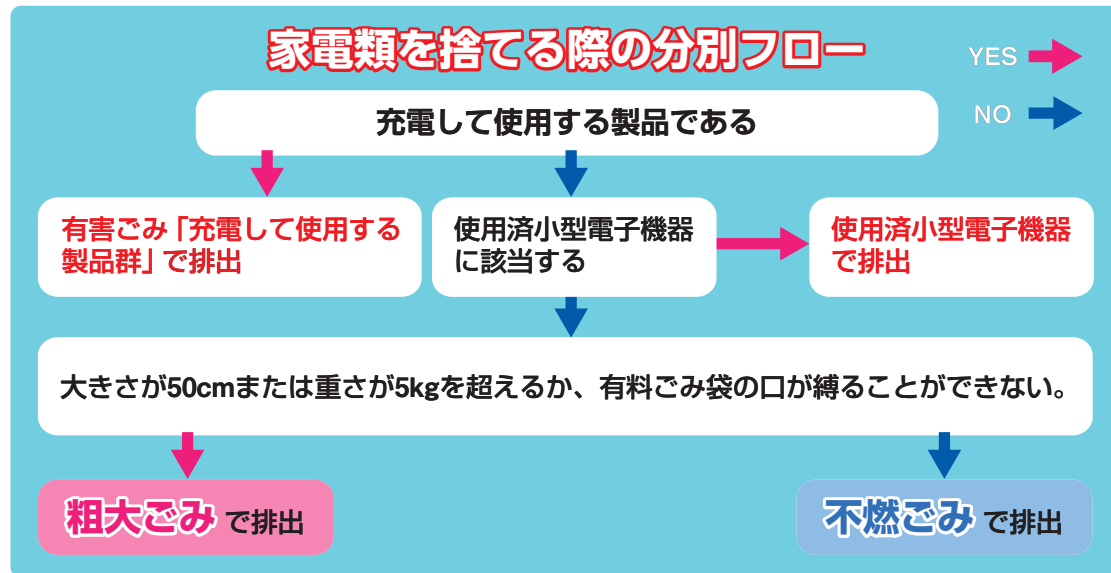 家電類を捨てる際の分別フロー
YES
NO
充電して使用する製品である
有害ごみ「充電して使用する
製品群」で排出
使用済小型電子機器
に該当する
使用済小型電子機器
で排出
大きさが50cmまたは重さが5kgを超えるか、有料ごみ袋の口が縛ることができない。
粗大ごみ で排出
不燃ごみ で排出